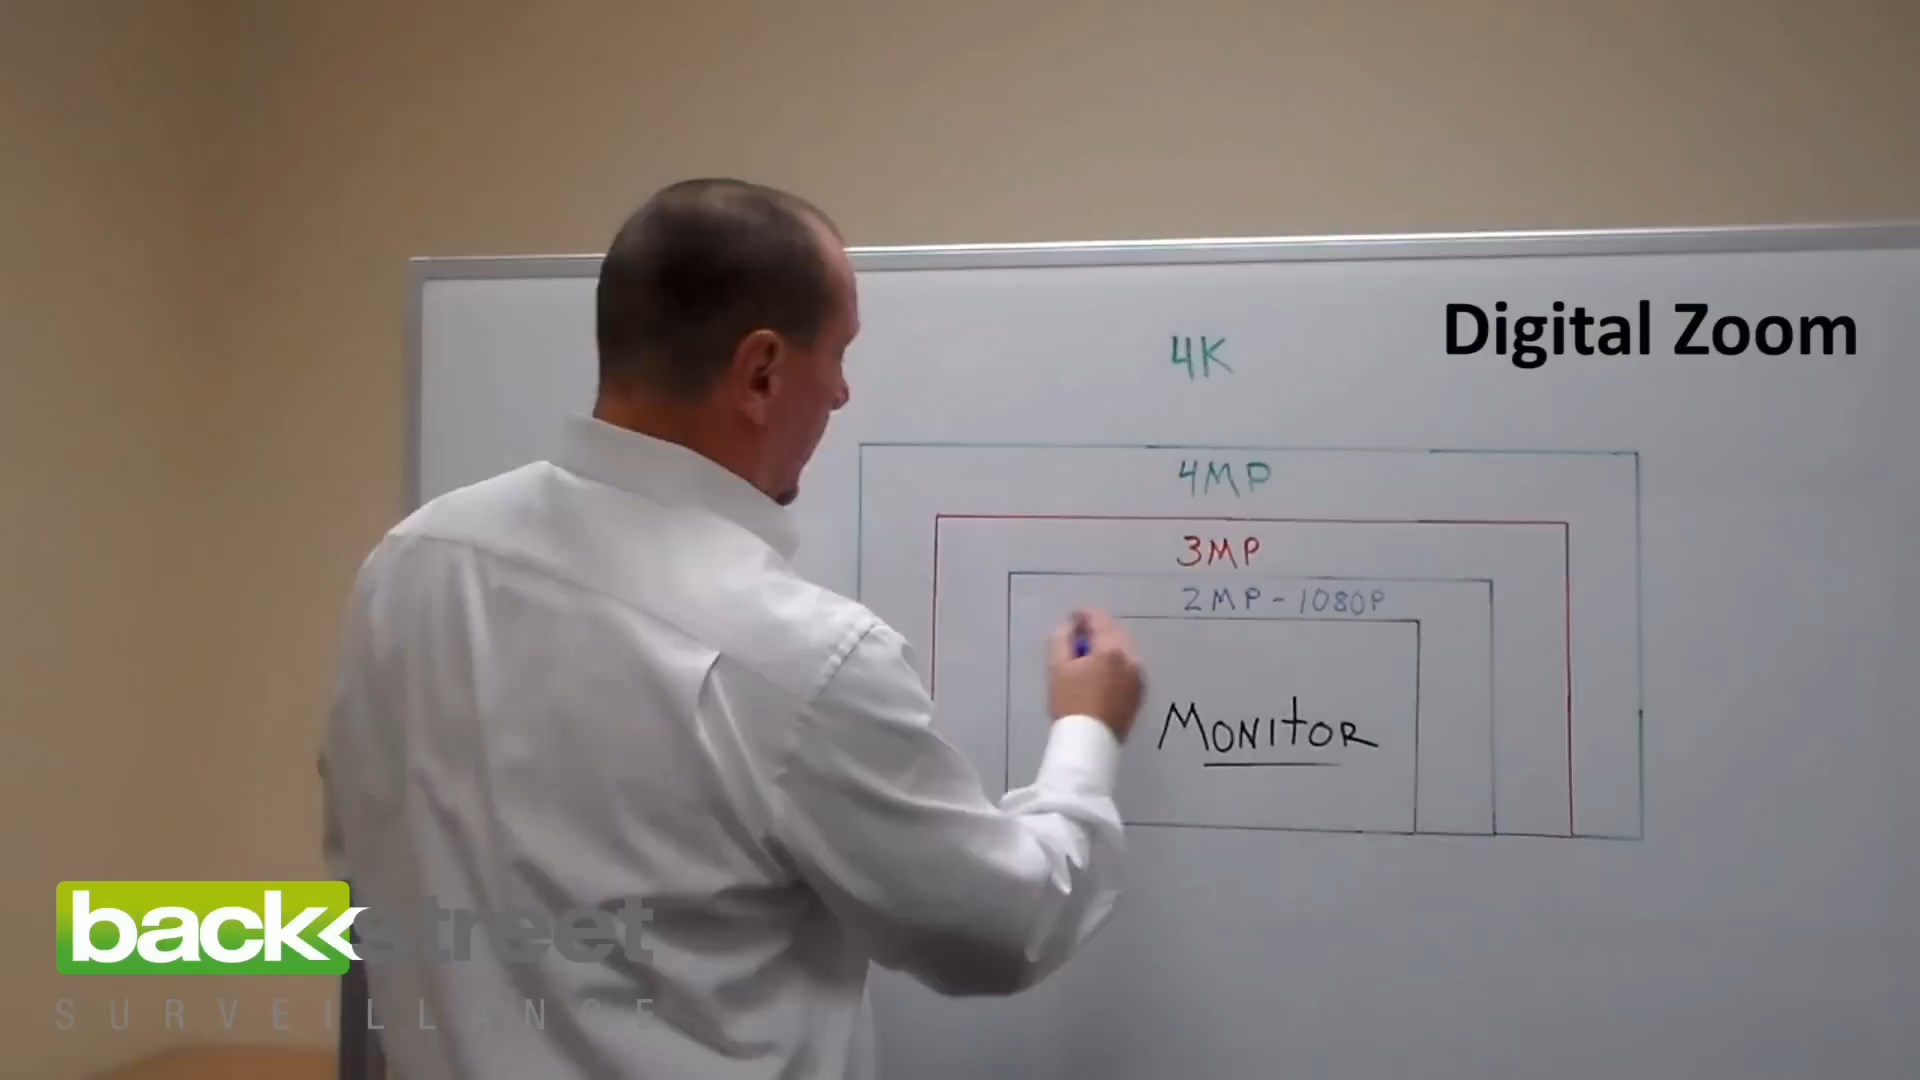 Digital Zoom
4K
4MP
3MP
2MP-1080P
MONITOR
back street
SURVEILLANCE